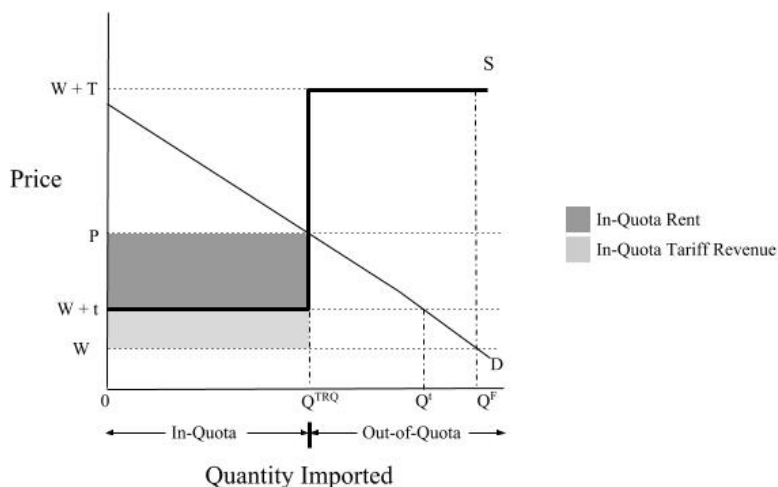 S
W + T
Price
In-Quota Rent
P
In-Quota Tariff Revenue
W + t
W
D
0
Q^TRQ
Q^t
Q^F
In-Quota
Out-of-Quota
Quantity Imported